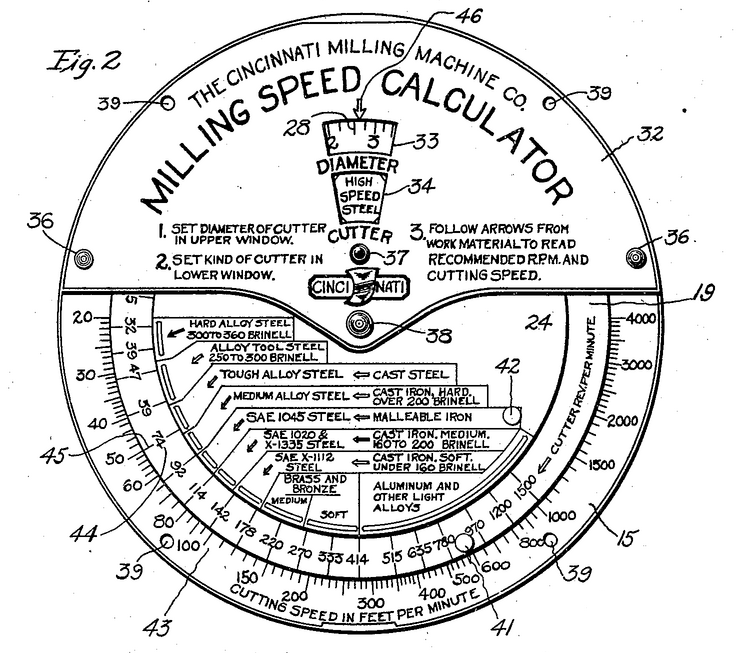 Fig. 2
46
39
39
THE CINCINNATI MILLING MACHINE CO.
MILLING SPEED CALCULATOR
32
28
2 3
33
DIAMETER
HIGH
SPEED
STEEL
34
CUTTER
37
36
36
1. SET DIAMETER OF CUTTER
IN UPPER WINDOW.
2. SET KIND OF CUTTER IN
LOWER WINDOW.
3. FOLLOW ARROWS FROM
WORK MATERIAL TO READ
RECOMMENDED R.P.M. AND
CUTTING SPEED.
CINCINNATI
38
19
24
HARD ALLOY STEEL
300 TO 360 BRINELL
ALLOY TOOL STEEL
250 TO 300 BRINELL
TOUGH ALLOY STEEL CAST STEEL
42
MEDIUM ALLOY STEEL CAST IRON, HARD,
OVER 200 BRINELL
SAE 1045 STEEL MALLEABLE IRON
SAE 1020 &
X-1335 STEEL
CAST IRON, MEDIUM,
160 TO 200 BRINELL
SAE X-1112
STEEL
CAST IRON, SOFT,
UNDER 160 BRINELL
BRASS AND
BRONZE
MEDIUM
SOFT
ALUMINUM AND
OTHER LIGHT
ALLOYS
CUTTER REV. PER MINUTE
5 32 39 47 59 74 92 114 142 178 220 270 333 414 515 635 780 970 1200 1500
20 30 40 50 60 80 100 150 200 300 400 500 600 800 1000 1500 2000 3000 4000
CUTTING SPEED IN FEET PER MINUTE
45
44
39
43
41
39
15